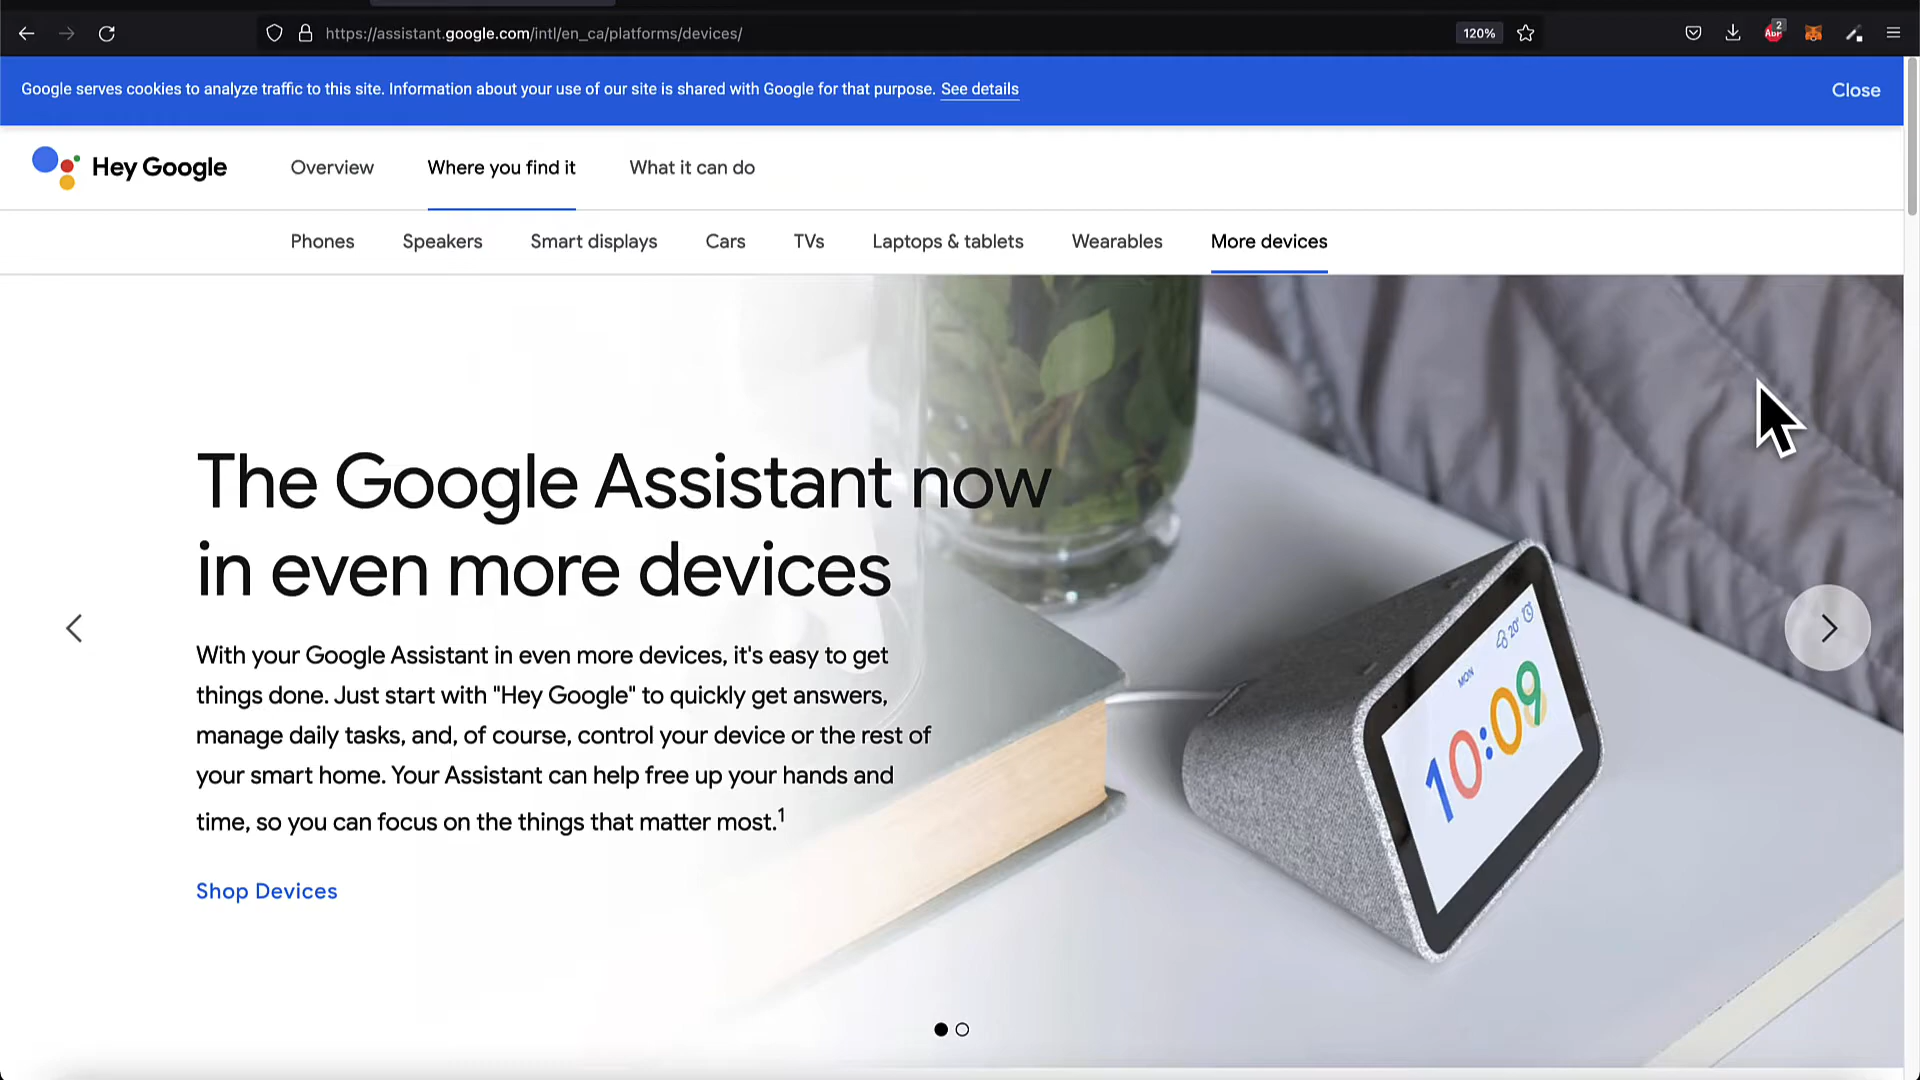 https://assistant.google.com/intl/en_ca/platforms/devices/
120%
2
ABP
Google serves cookies to analyze traffic to this site. Information about your use of our site is shared with Google for that purpose. See details
Close
Hey Google
Overview
Where you find it
What it can do
Phones
Speakers
Smart displays
Cars
TVs
Laptops & tablets
Wearables
More devices
The Google Assistant now
in even more devices
With your Google Assistant in even more devices, it's easy to get
things done. Just start with "Hey Google" to quickly get answers,
manage daily tasks, and, of course, control your device or the rest of
your smart home. Your Assistant can help free up your hands and
time, so you can focus on the things that matter most.¹
Shop Devices
20°
MON
10:09